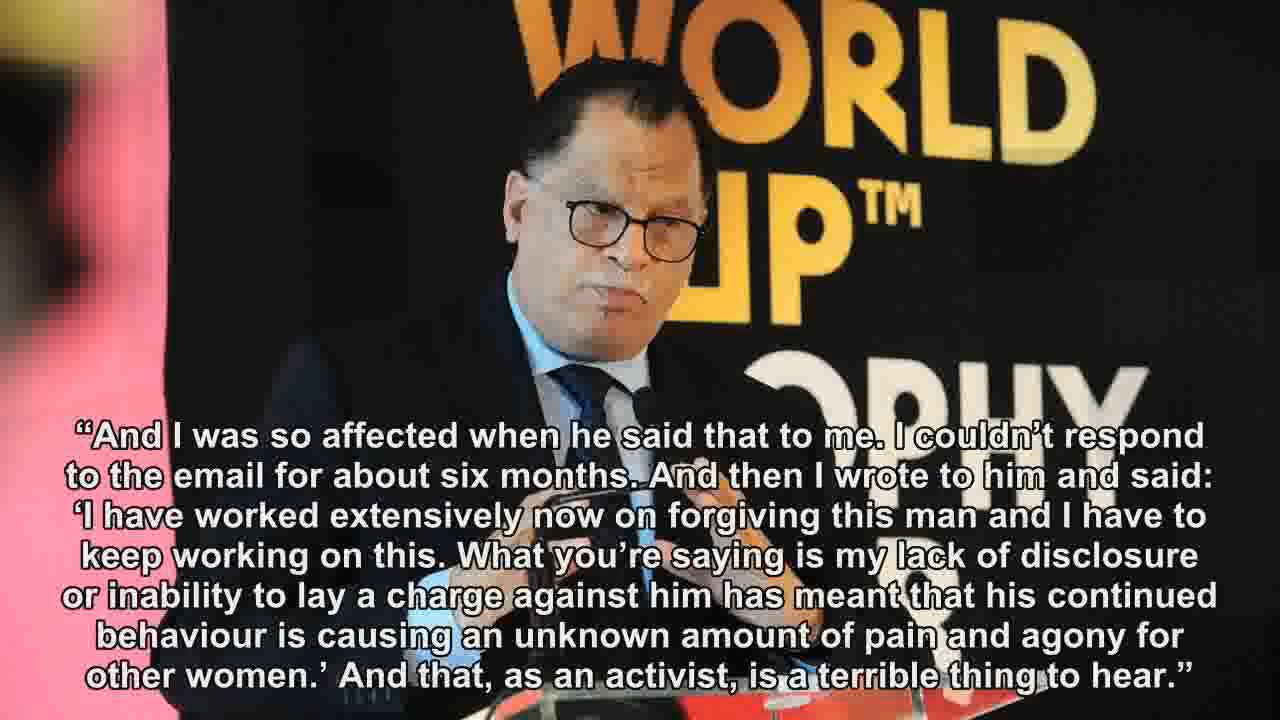 WORLD
CUP™
TROPHY
“And I was so affected when he said that to me. I couldn’t respond
to the email for about six months. And then I wrote to him and said:
‘I have worked extensively now on forgiving this man and I have to
keep working on this. What you’re saying is my lack of disclosure
or inability to lay a charge against him has meant that his continued
behaviour is causing an unknown amount of pain and agony for
other women.’ And that, as an activist, is a terrible thing to hear.”